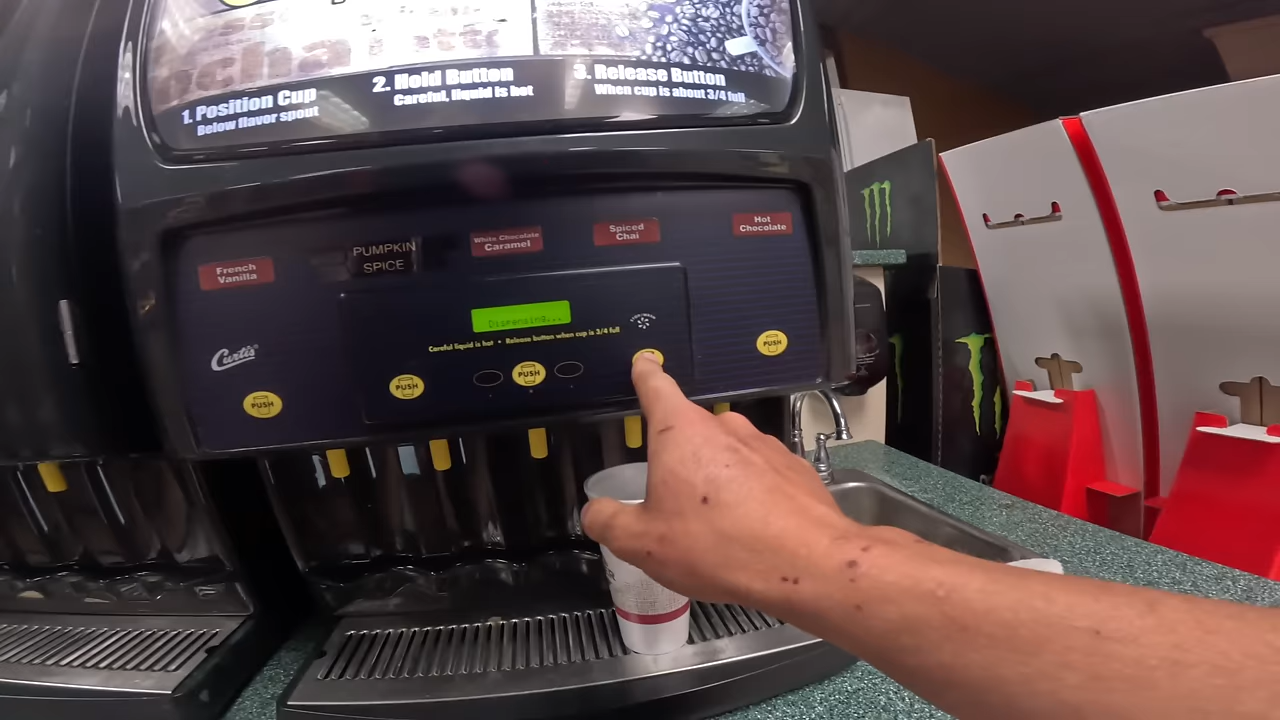 1. Position Cup
Below flavor spout
2. Hold Button
Careful, liquid is hot
3. Release Button
When cup is about 3/4 full
French
Vanilla
PUMPKIN
SPICE
White Chocolate
Caramel
Spiced
Chai
Hot
Chocolate
Dispensing...
Careful liquid is hot • Release button when cup is 3/4 full
Curtis
PUSH
PUSH
PUSH
PUSH